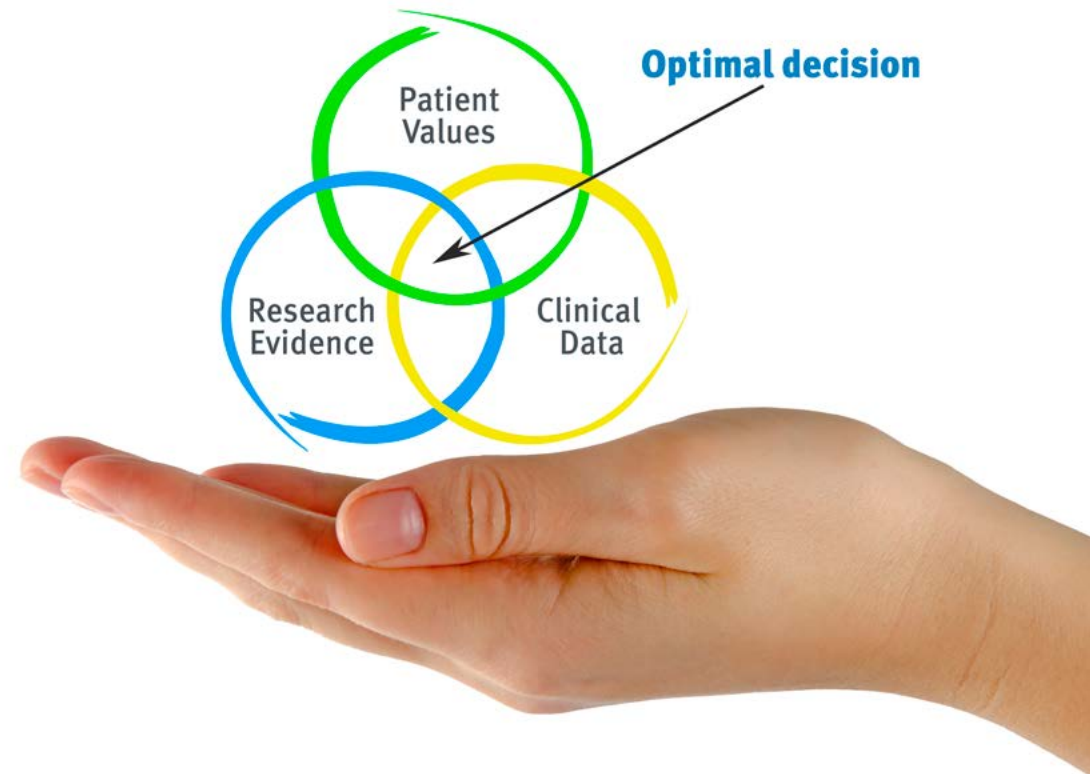 Optimal decision
Patient
Values
Research
Evidence
Clinical
Data